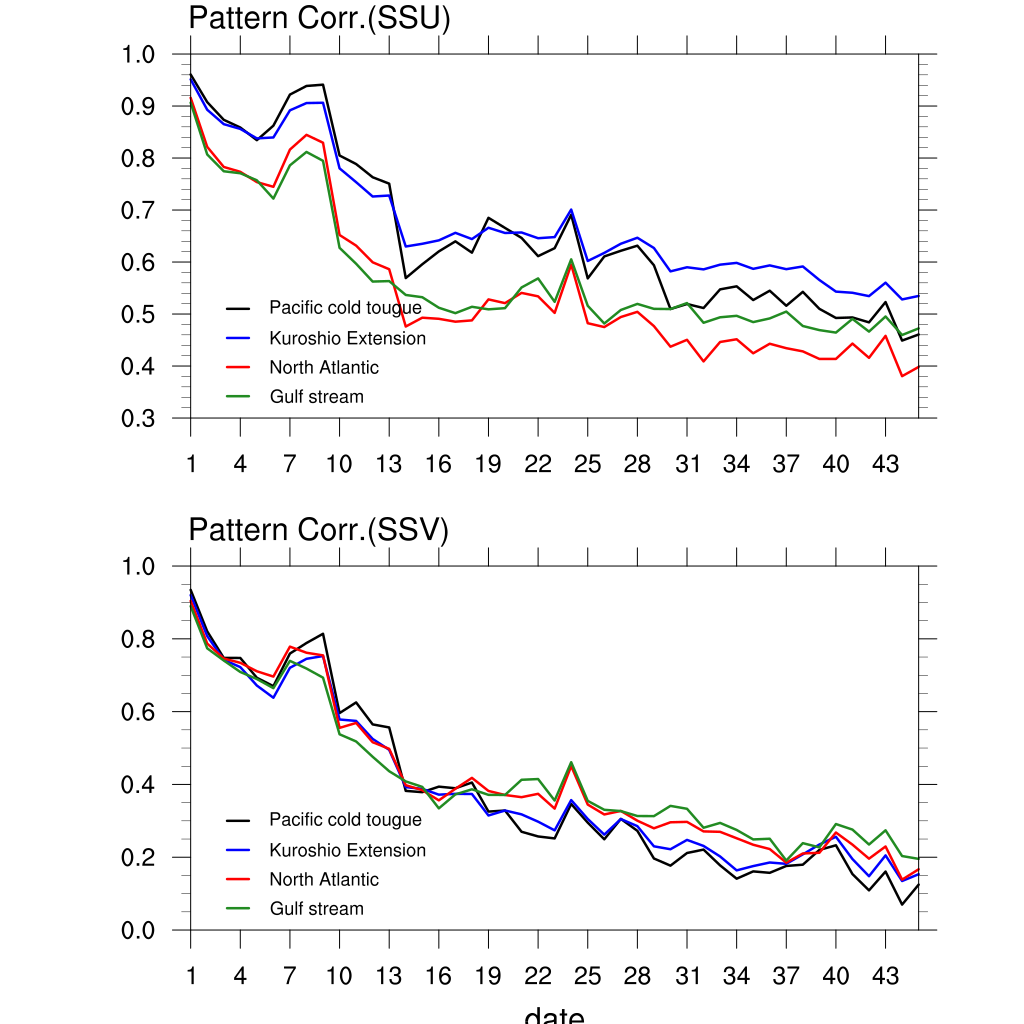 Pattern Corr.(SSU)
1.0
0.9
0.8
0.7
0.6
0.5
0.4
0.3
Pacific cold tougue
Kuroshio Extension
North Atlantic
Gulf stream
1 4 7 10 13 16 19 22 25 28 31 34 37 40 43
Pattern Corr.(SSV)
1.0
0.8
0.6
0.4
0.2
0.0
Pacific cold tougue
Kuroshio Extension
North Atlantic
Gulf stream
1 4 7 10 13 16 19 22 25 28 31 34 37 40 43
date